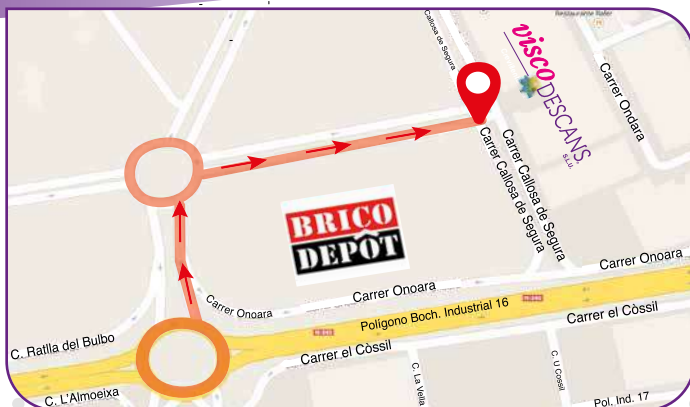 Restaurante Rafer
Callosa de Segura
visco
DESCANS
S.L.U.
Carrer Ondara
Carrer Callosa de Segura
Carrer Callosa de Segura
BRICO
DEPÔT
Carrer Onoara
Carrer Onoara
Carrer Onoara
Polígono Boch. Industrial 16
Carrer el Còssil
Carrer el Còssil
C. Ratlla del Bulbo
C. L'Almoeixa
C. La Vella
C. U Cossil
Pol. Ind. 17